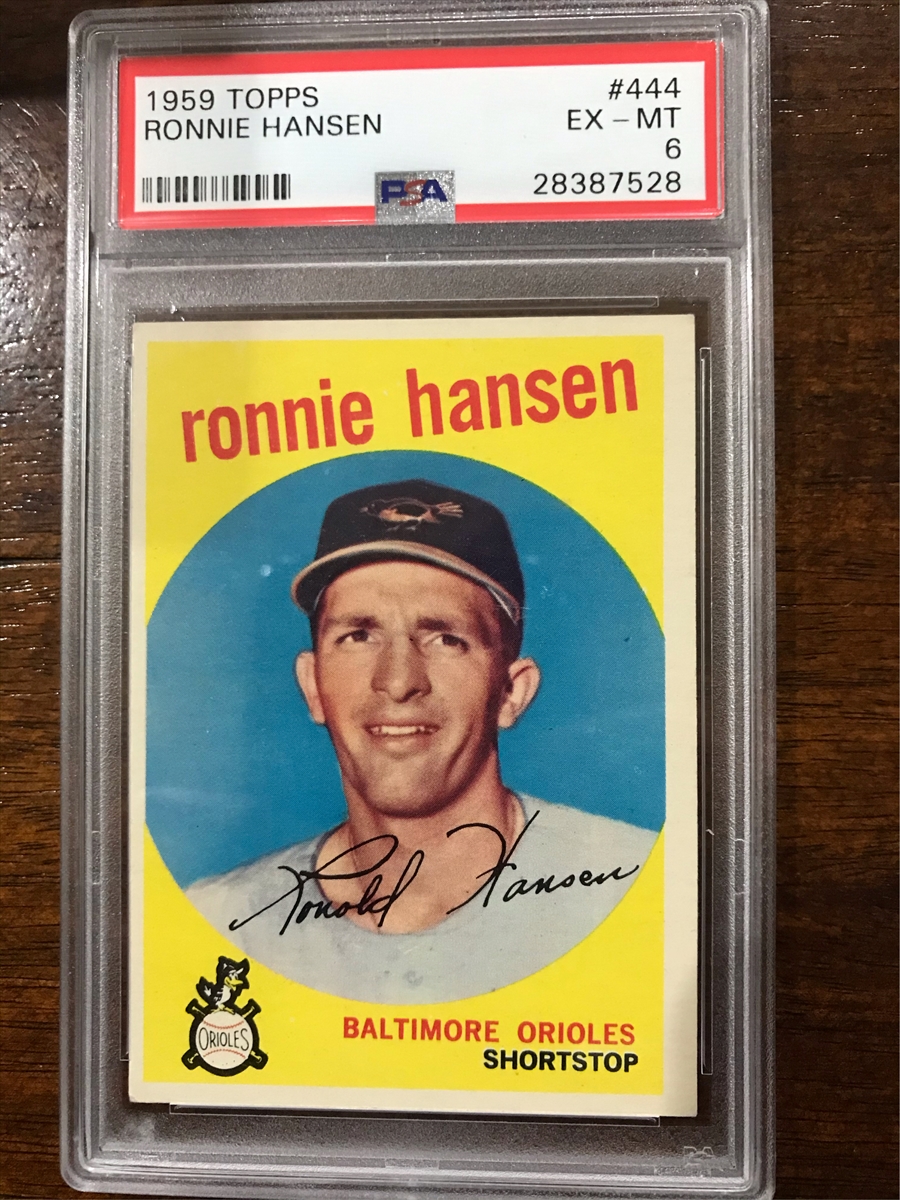 1959 TOPPS #444
RONNIE HANSEN EX - MT
6
PSA 28387528
ronnie hansen
Ronald Hansen
ORIOLES
BALTIMORE ORIOLES
SHORTSTOP